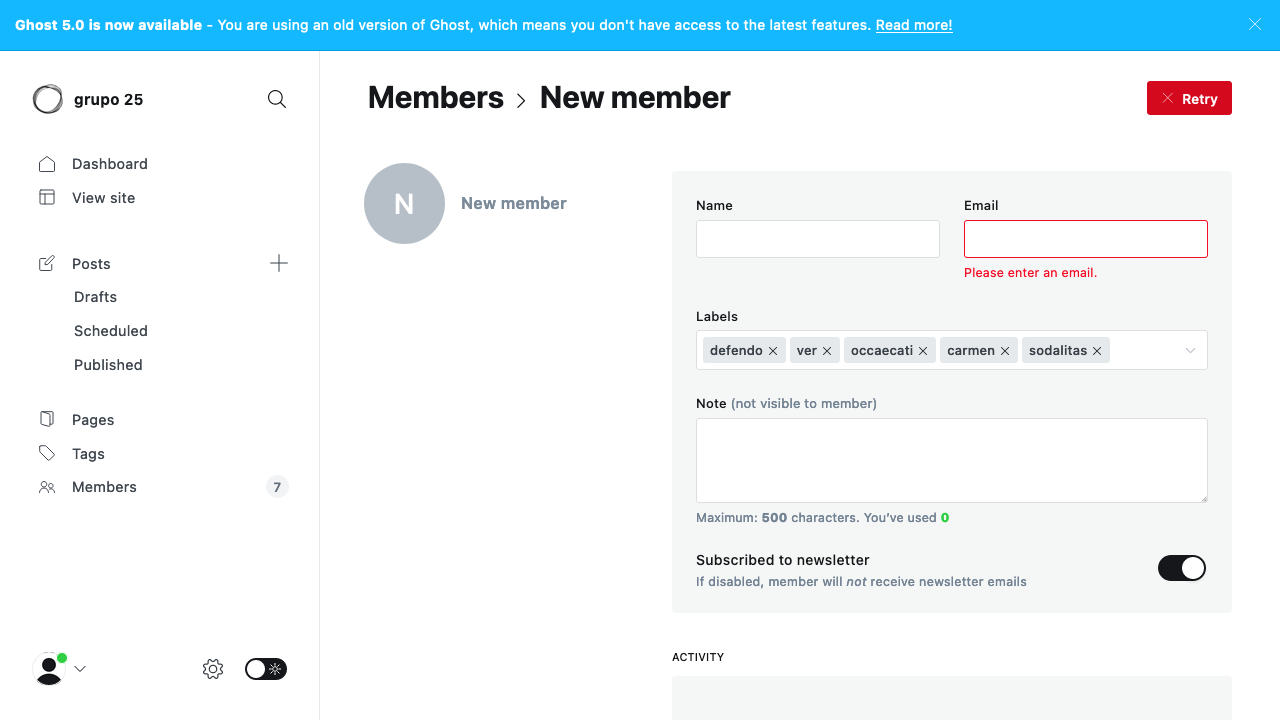 Ghost 5.0 is now available - You are using an old version of Ghost, which means you don't have access to the latest features. Read more!
grupo 25
Dashboard
View site
Posts
Drafts
Scheduled
Published
Pages
Tags
Members 7
Members > New member
Retry
N New member
Name
Email
Please enter an email.
Labels
defendo ver occaecati carmen sodalitas
Note (not visible to member)
Maximum: 500 characters. You’ve used 0
Subscribed to newsletter
If disabled, member will not receive newsletter emails
ACTIVITY